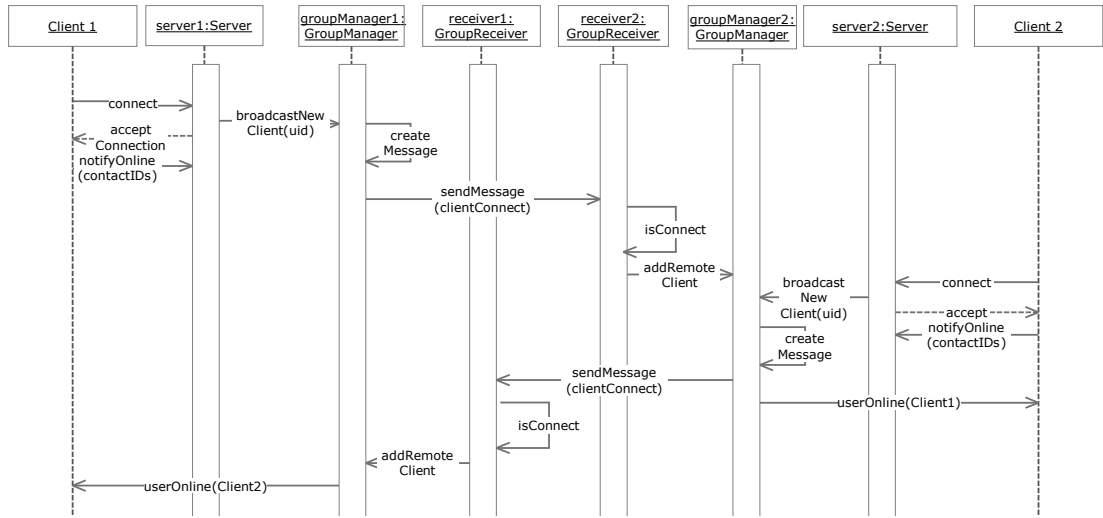 Client 1
server1:Server
groupManager1:
GroupManager
receiver1:
GroupReceiver
receiver2:
GroupReceiver
groupManager2:
GroupManager
server2:Server
Client 2
connect
broadcastNew
Client(uid)
accept
Connection
create
Message
notifyOnline
(contactIDs)
sendMessage
(clientConnect)
isConnect
addRemote
Client
connect
broadcast
New
Client(uid)
accept
notifyOnline
(contactIDs)
create
Message
sendMessage
(clientConnect)
userOnline(Client1)
isConnect
addRemote
Client
userOnline(Client2)